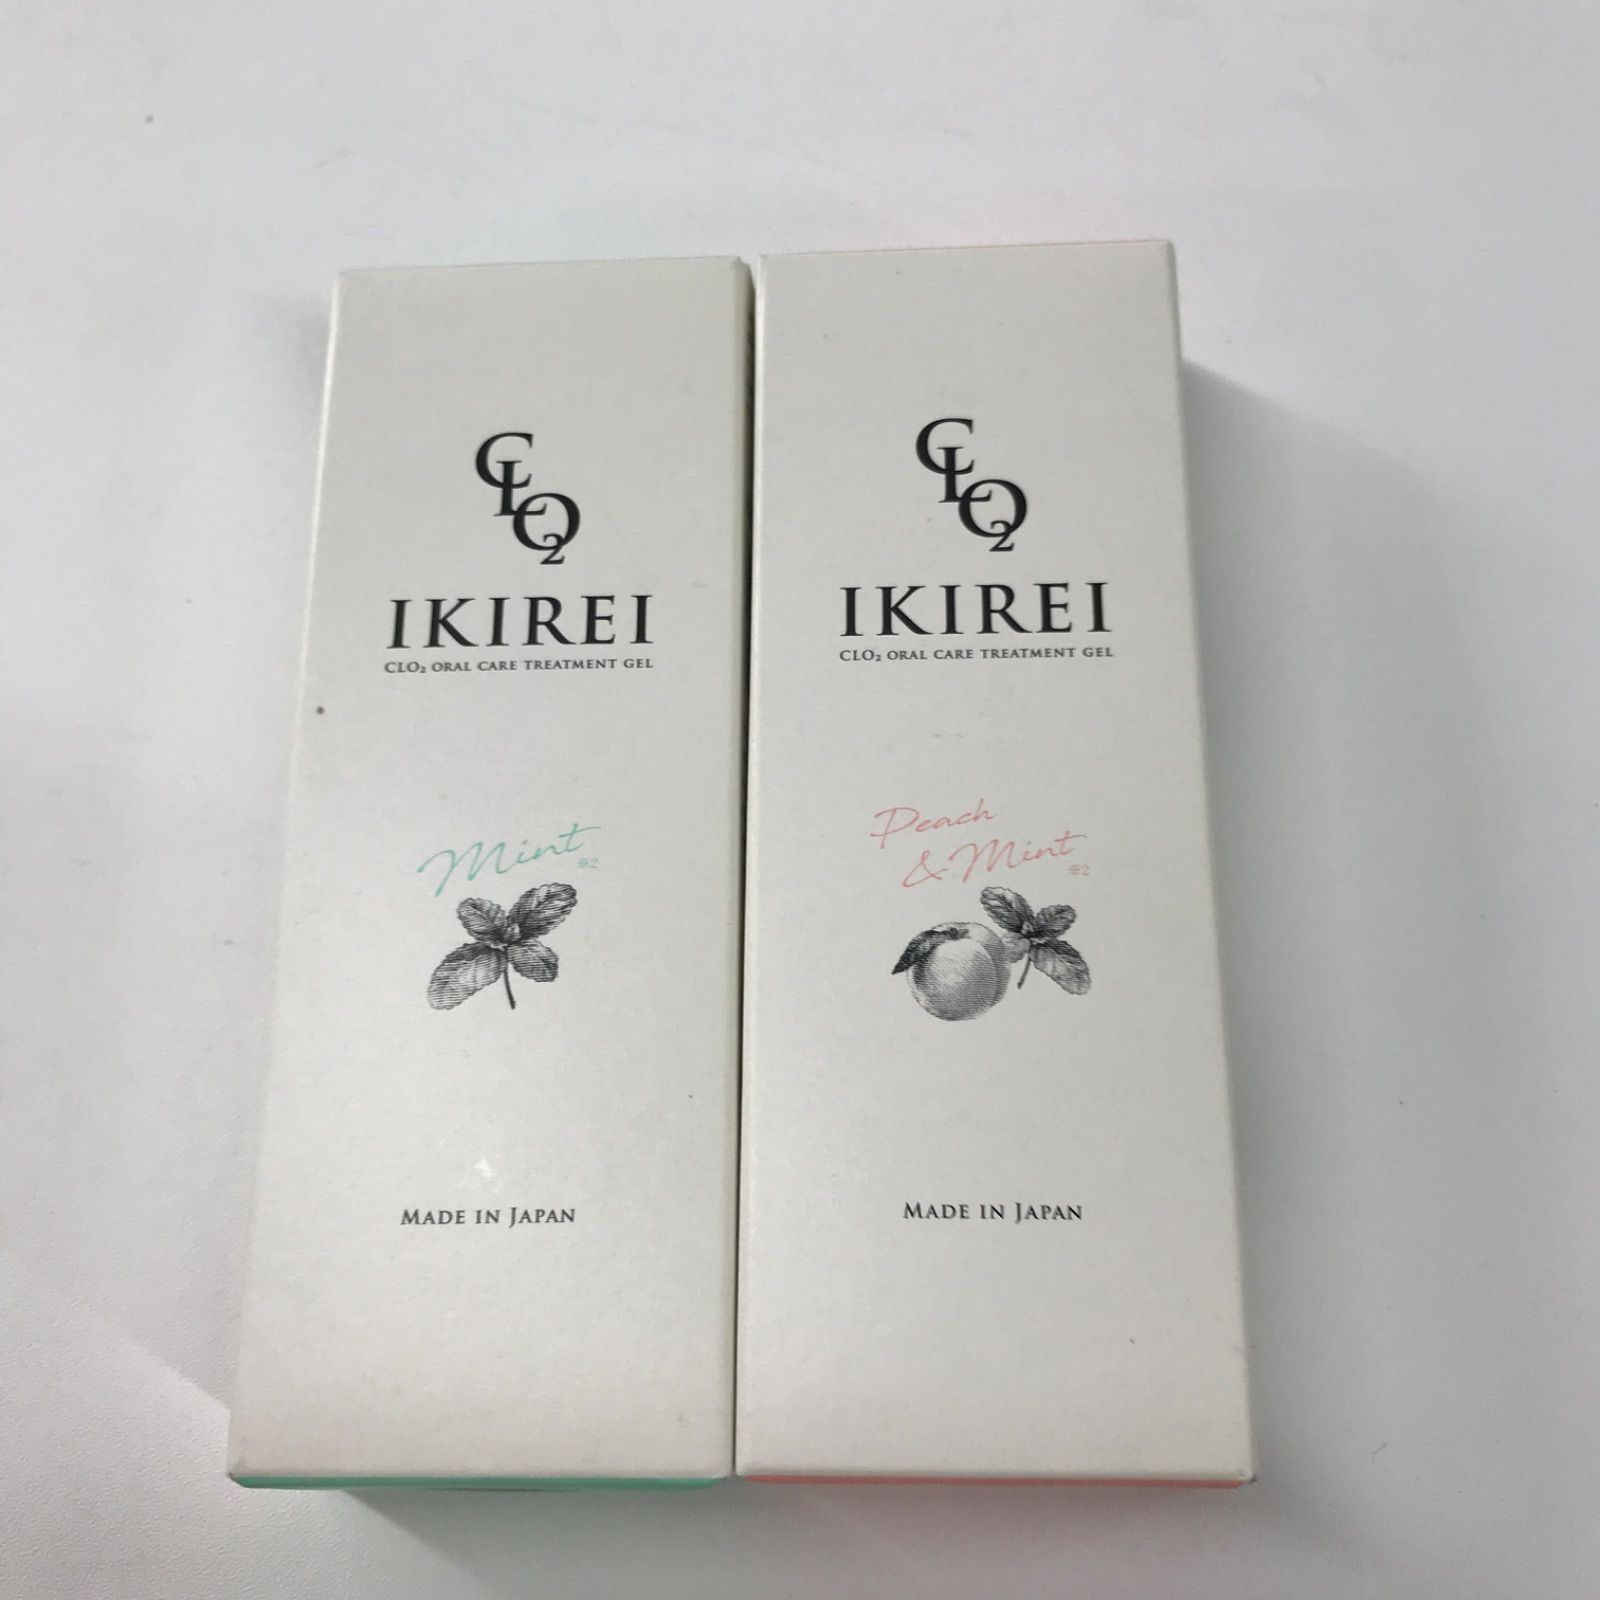 CLO2
IKIREI
CLO₂ ORAL CARE TREATMENT GEL
Mint
※2
MADE IN JAPAN
CLO2
IKIREI
CLO₂ ORAL CARE TREATMENT GEL
Peach
& Mint
※2
MADE IN JAPAN